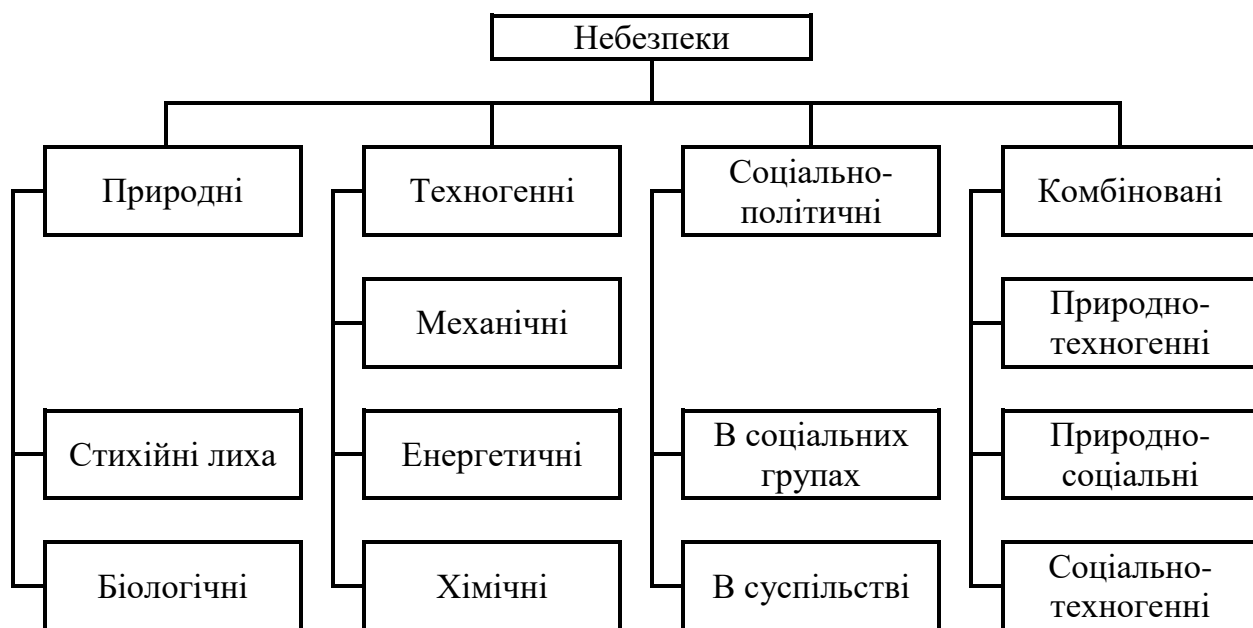 Небезпеки
Природні
Техногенні
Соціально-
політичні
Комбіновані
Механічні
Природно-
техногенні
Стихійні лиха
Енергетичні
В соціальних
групах
Природно-
соціальні
Біологічні
Хімічні
В суспільстві
Соціально-
техногенні